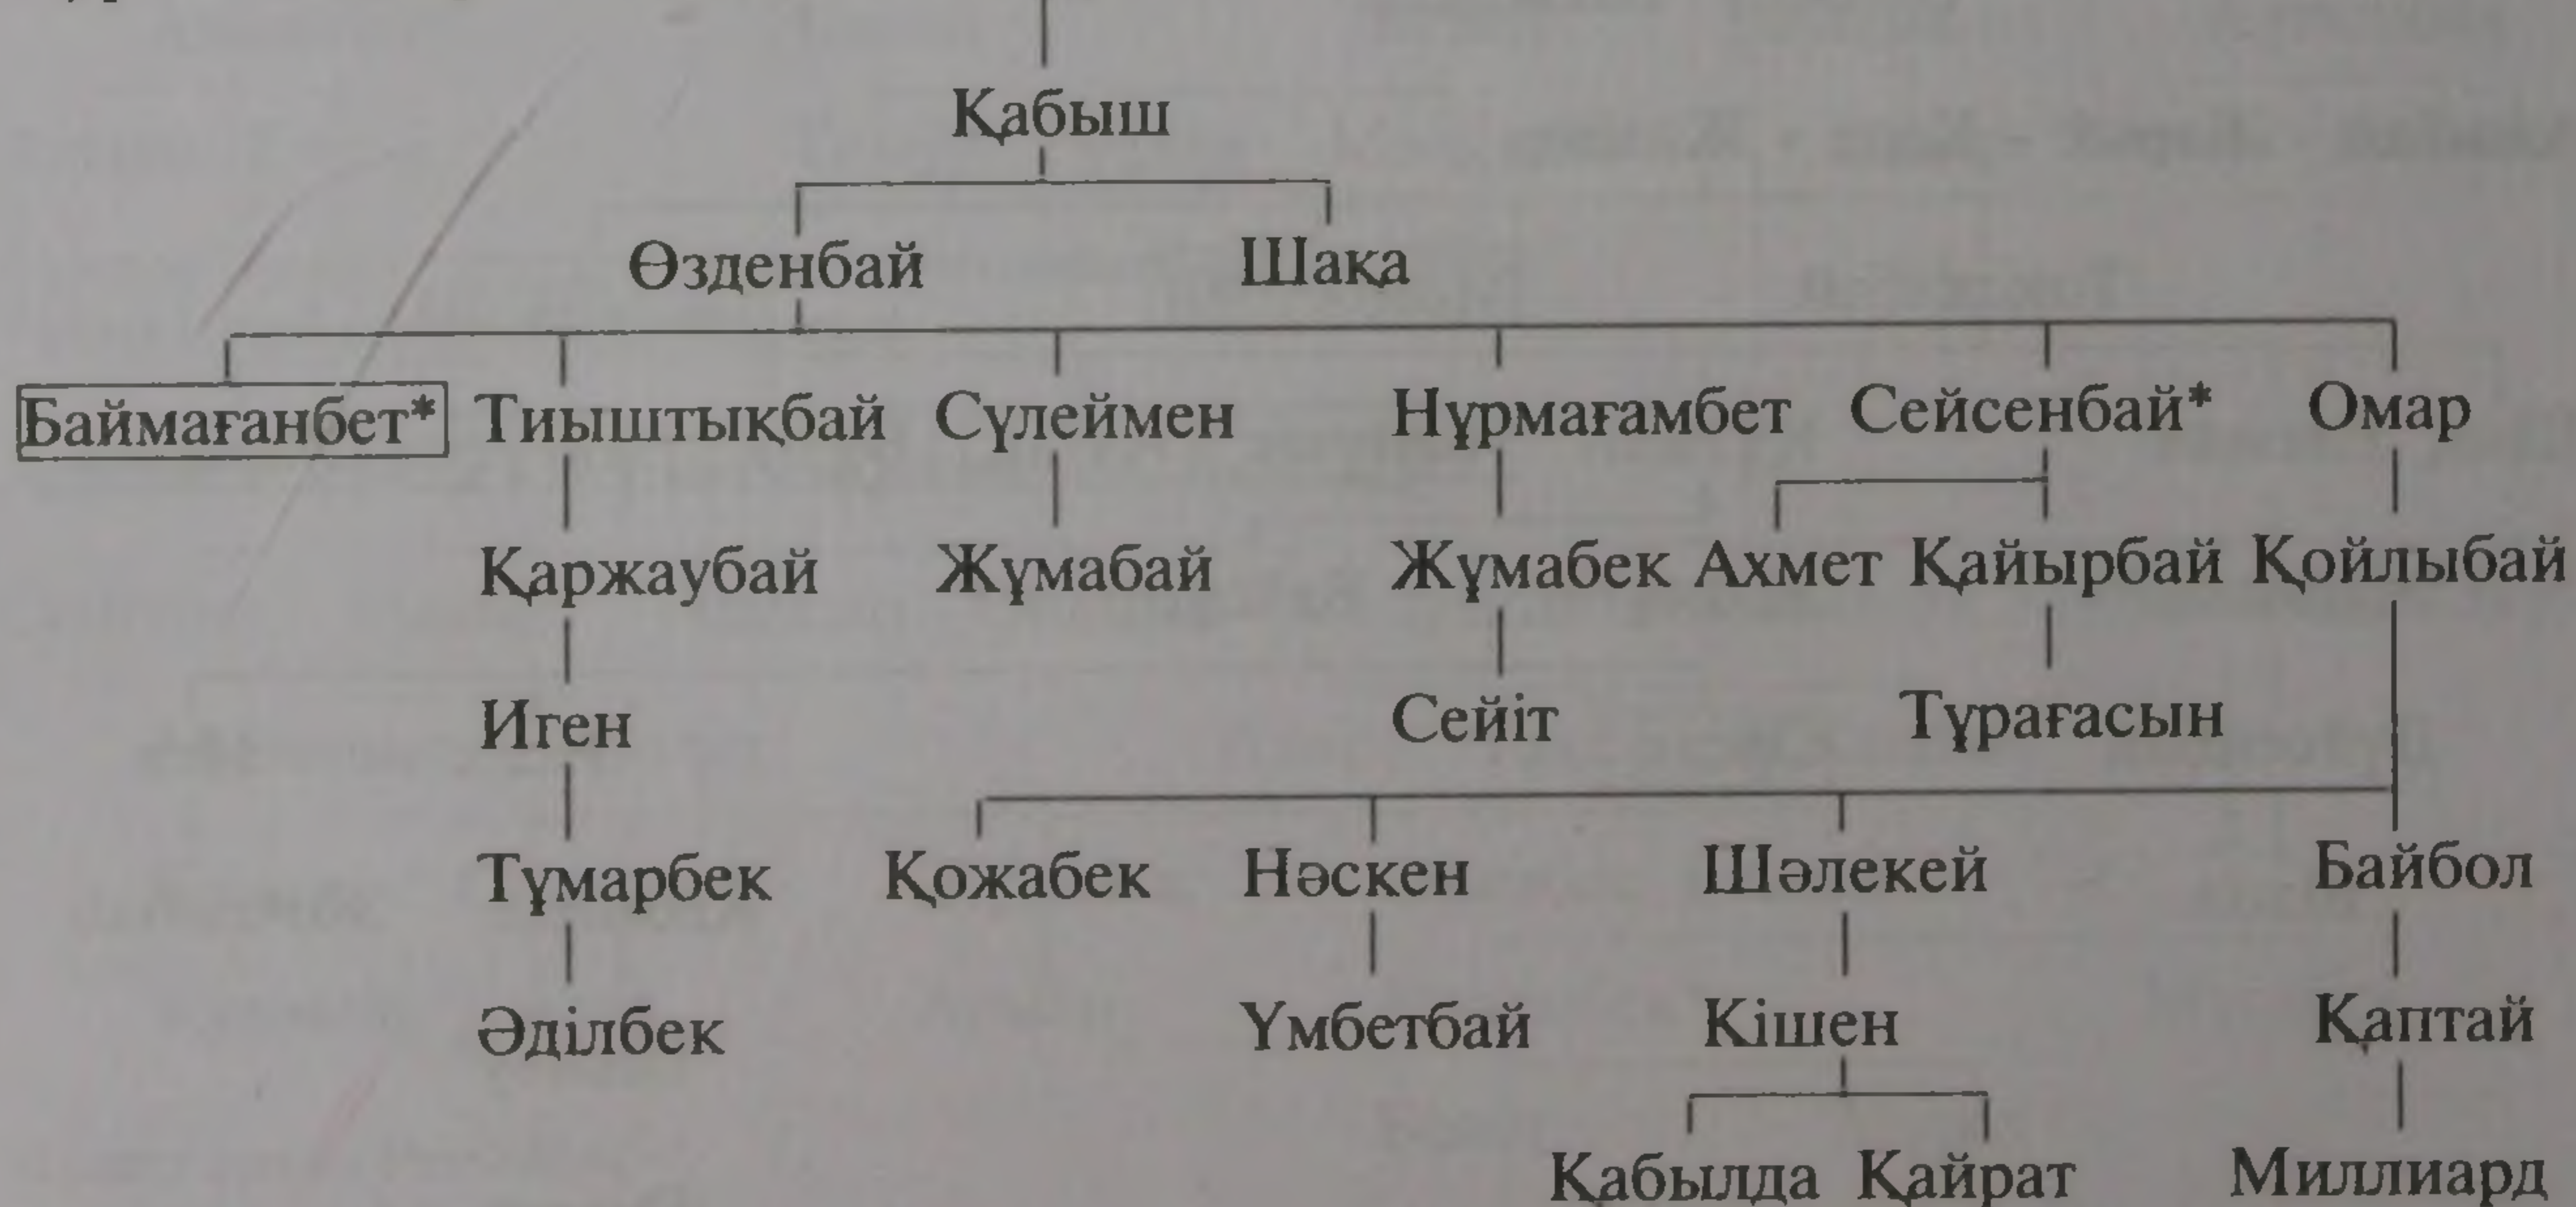 Қабыш
Өзденбай Шақа
Баймағанбет* Тиыштықбай Сүлеймен Нұрмағамбет Сейсенбай* Омар
Қаржаубай Жұмабай Жұмабек Ахмет Қайырбай Қойлыбай
Иген Сейіт Тұрағасын
Тұмарбек Қожабек Нәскен Шәлекей Байбол
Әділбек Үмбетбай Кішен Қаптай
Қабылда Қайрат Миллиард